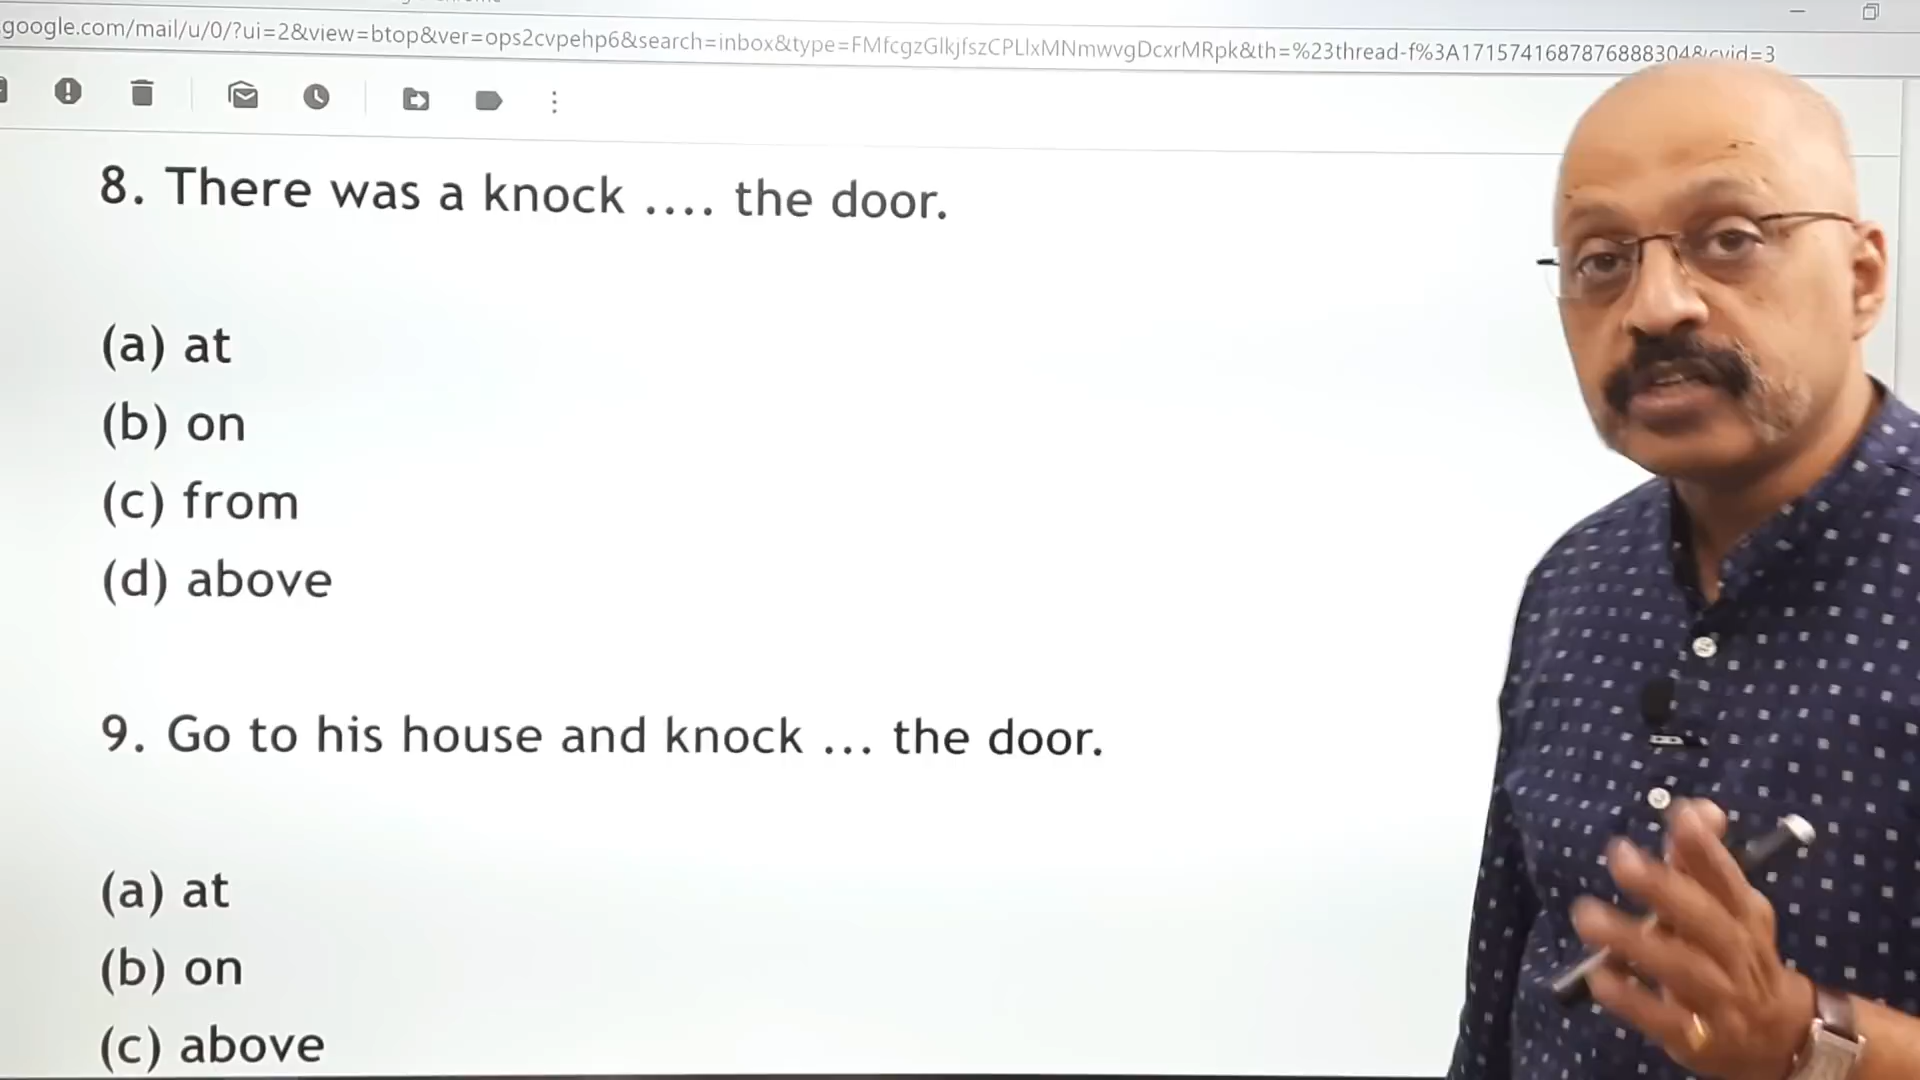 google.com/mail/u/0/?ui=2&view=btop&ver=ops2cvpehp6&search=inbox&type=FMfcgzGlkjfszCPLlxMNmwvgDcxrMRpk&th=%23thread-f%3A1715741687876888304&cvid=3
8. There was a knock .... the door.
(a) at
(b) on
(c) from
(d) above
9. Go to his house and knock ... the door.
(a) at
(b) on
(c) above